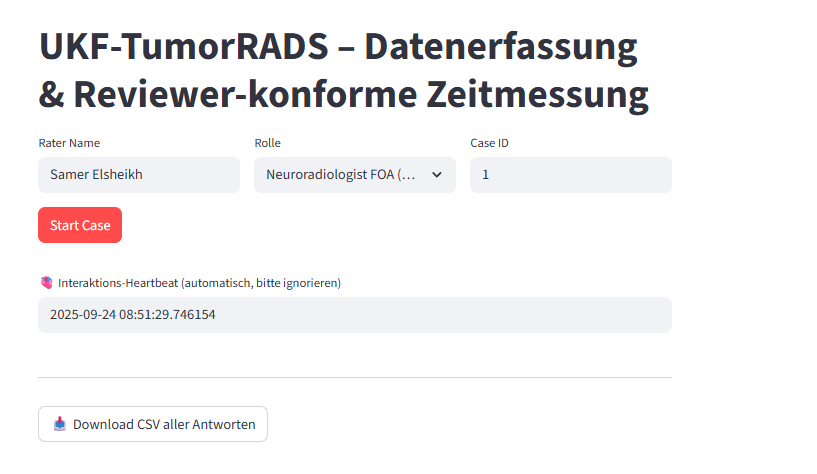 UKF-TumorRADS – Datenerfassung
& Reviewer-konforme Zeitmessung
Rater Name
Rolle
Case ID
Samer Elsheikh
Neuroradiologist FOA (...
1
Start Case
Interaktions-Heartbeat (automatisch, bitte ignorieren)
2025-09-24 08:51:29.746154
Download CSV aller Antworten